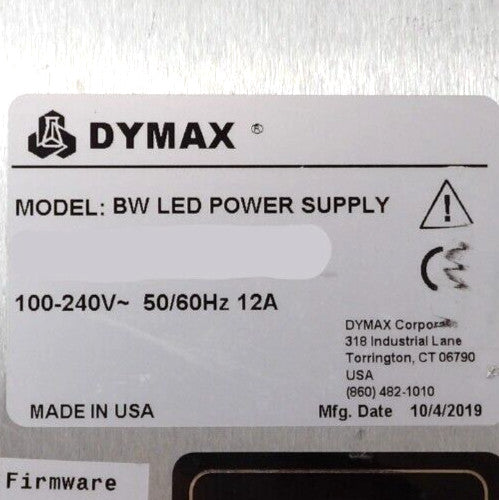 DYMAX ®
MODEL: BW LED POWER SUPPLY
100-240V~ 50/60Hz 12A
DYMAX
318 Industrial Lane
Torrington, CT 06790
USA
(860) 482-1010
MADE IN USA
Mfg. Date 10/4/2019
Firmware